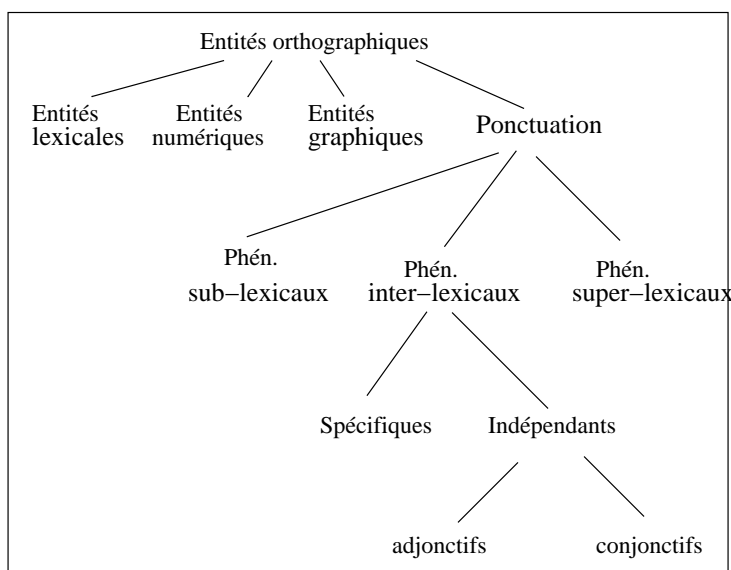 Entités orthographiques
Entités
lexicales
Entités
numériques
Entités
graphiques
Ponctuation
Phén.
sub–lexicaux
Phén.
inter–lexicaux
Phén.
super–lexicaux
Spécifiques
Indépendants
adjonctifs
conjonctifs